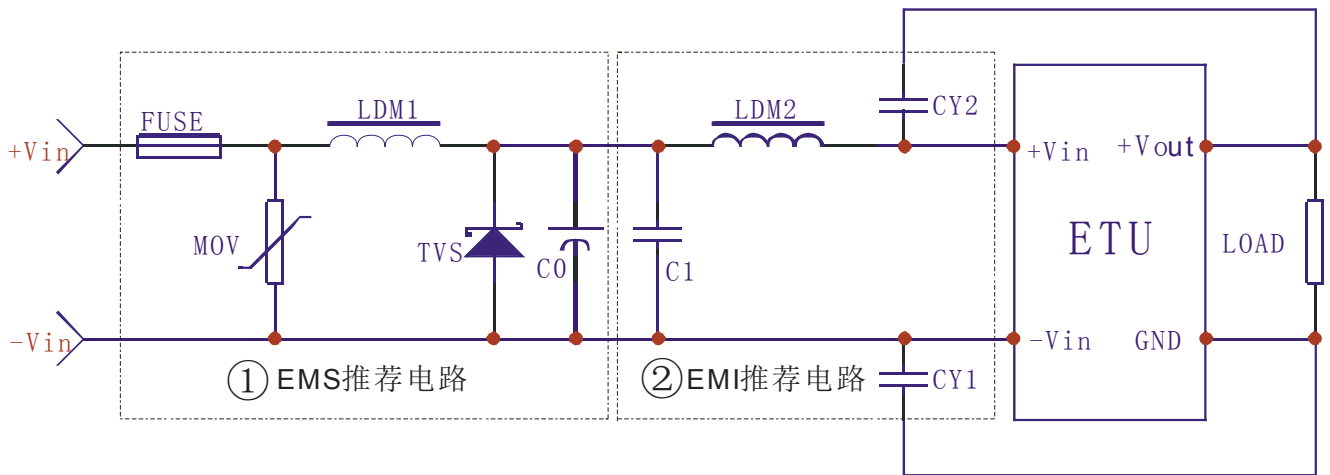 CY2
LDM1
LDM2
FUSE
+Vin
+Vin
+Vout
MOV
TVS
C0
C1
ETU
LOAD
-Vin
-Vin
GND
①EMS推荐电路
②EMI推荐电路
CY1